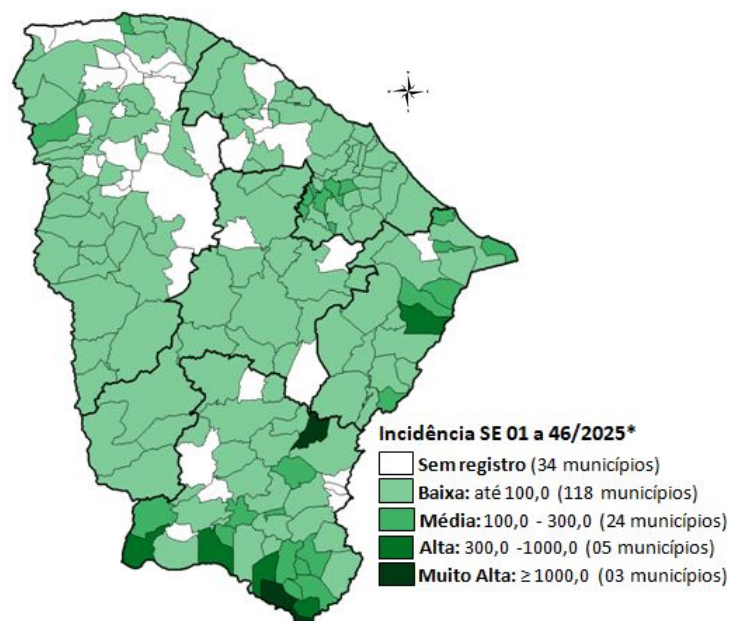 Incidência SE 01 a 46/2025*
Sem registro (34 municípios)
Baixa: até 100,0 (118 municípios)
Média: 100,0 - 300,0 (24 municípios)
Alta: 300,0 -1000,0 (05 municípios)
Muito Alta: ≥ 1000,0 (03 municípios)